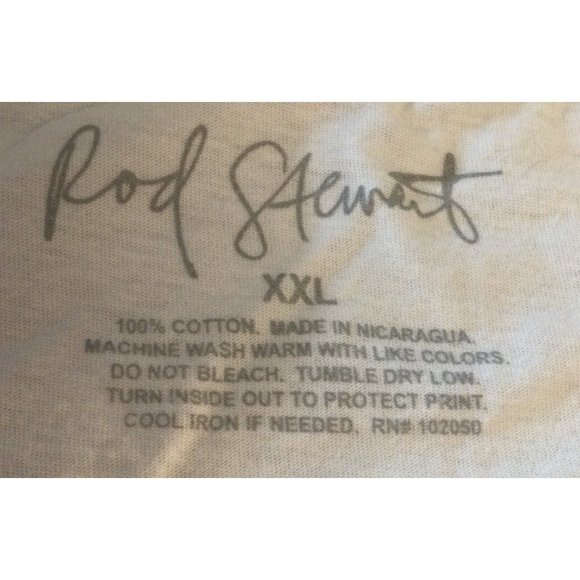 Rod Stewart
XXL
100% COTTON. MADE IN NICARAGUA.
MACHINE WASH WARM WITH LIKE COLORS.
DO NOT BLEACH. TUMBLE DRY LOW.
TURN INSIDE OUT TO PROTECT PRINT.
COOL IRON IF NEEDED. RN# 102050